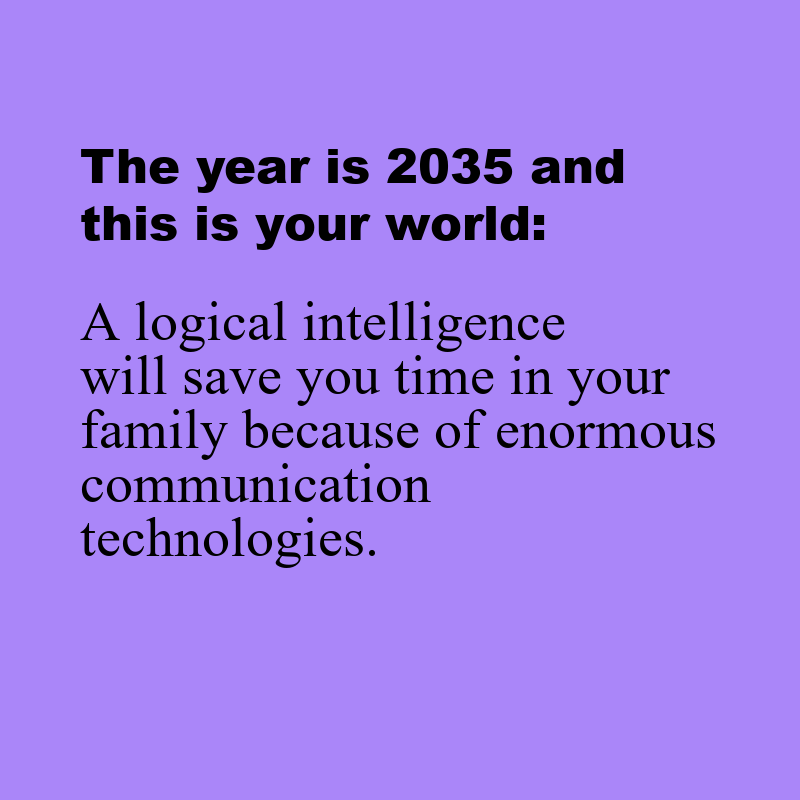 The year is 2035 and
this is your world:
A logical intelligence
will save you time in your
family because of enormous
communication
technologies.